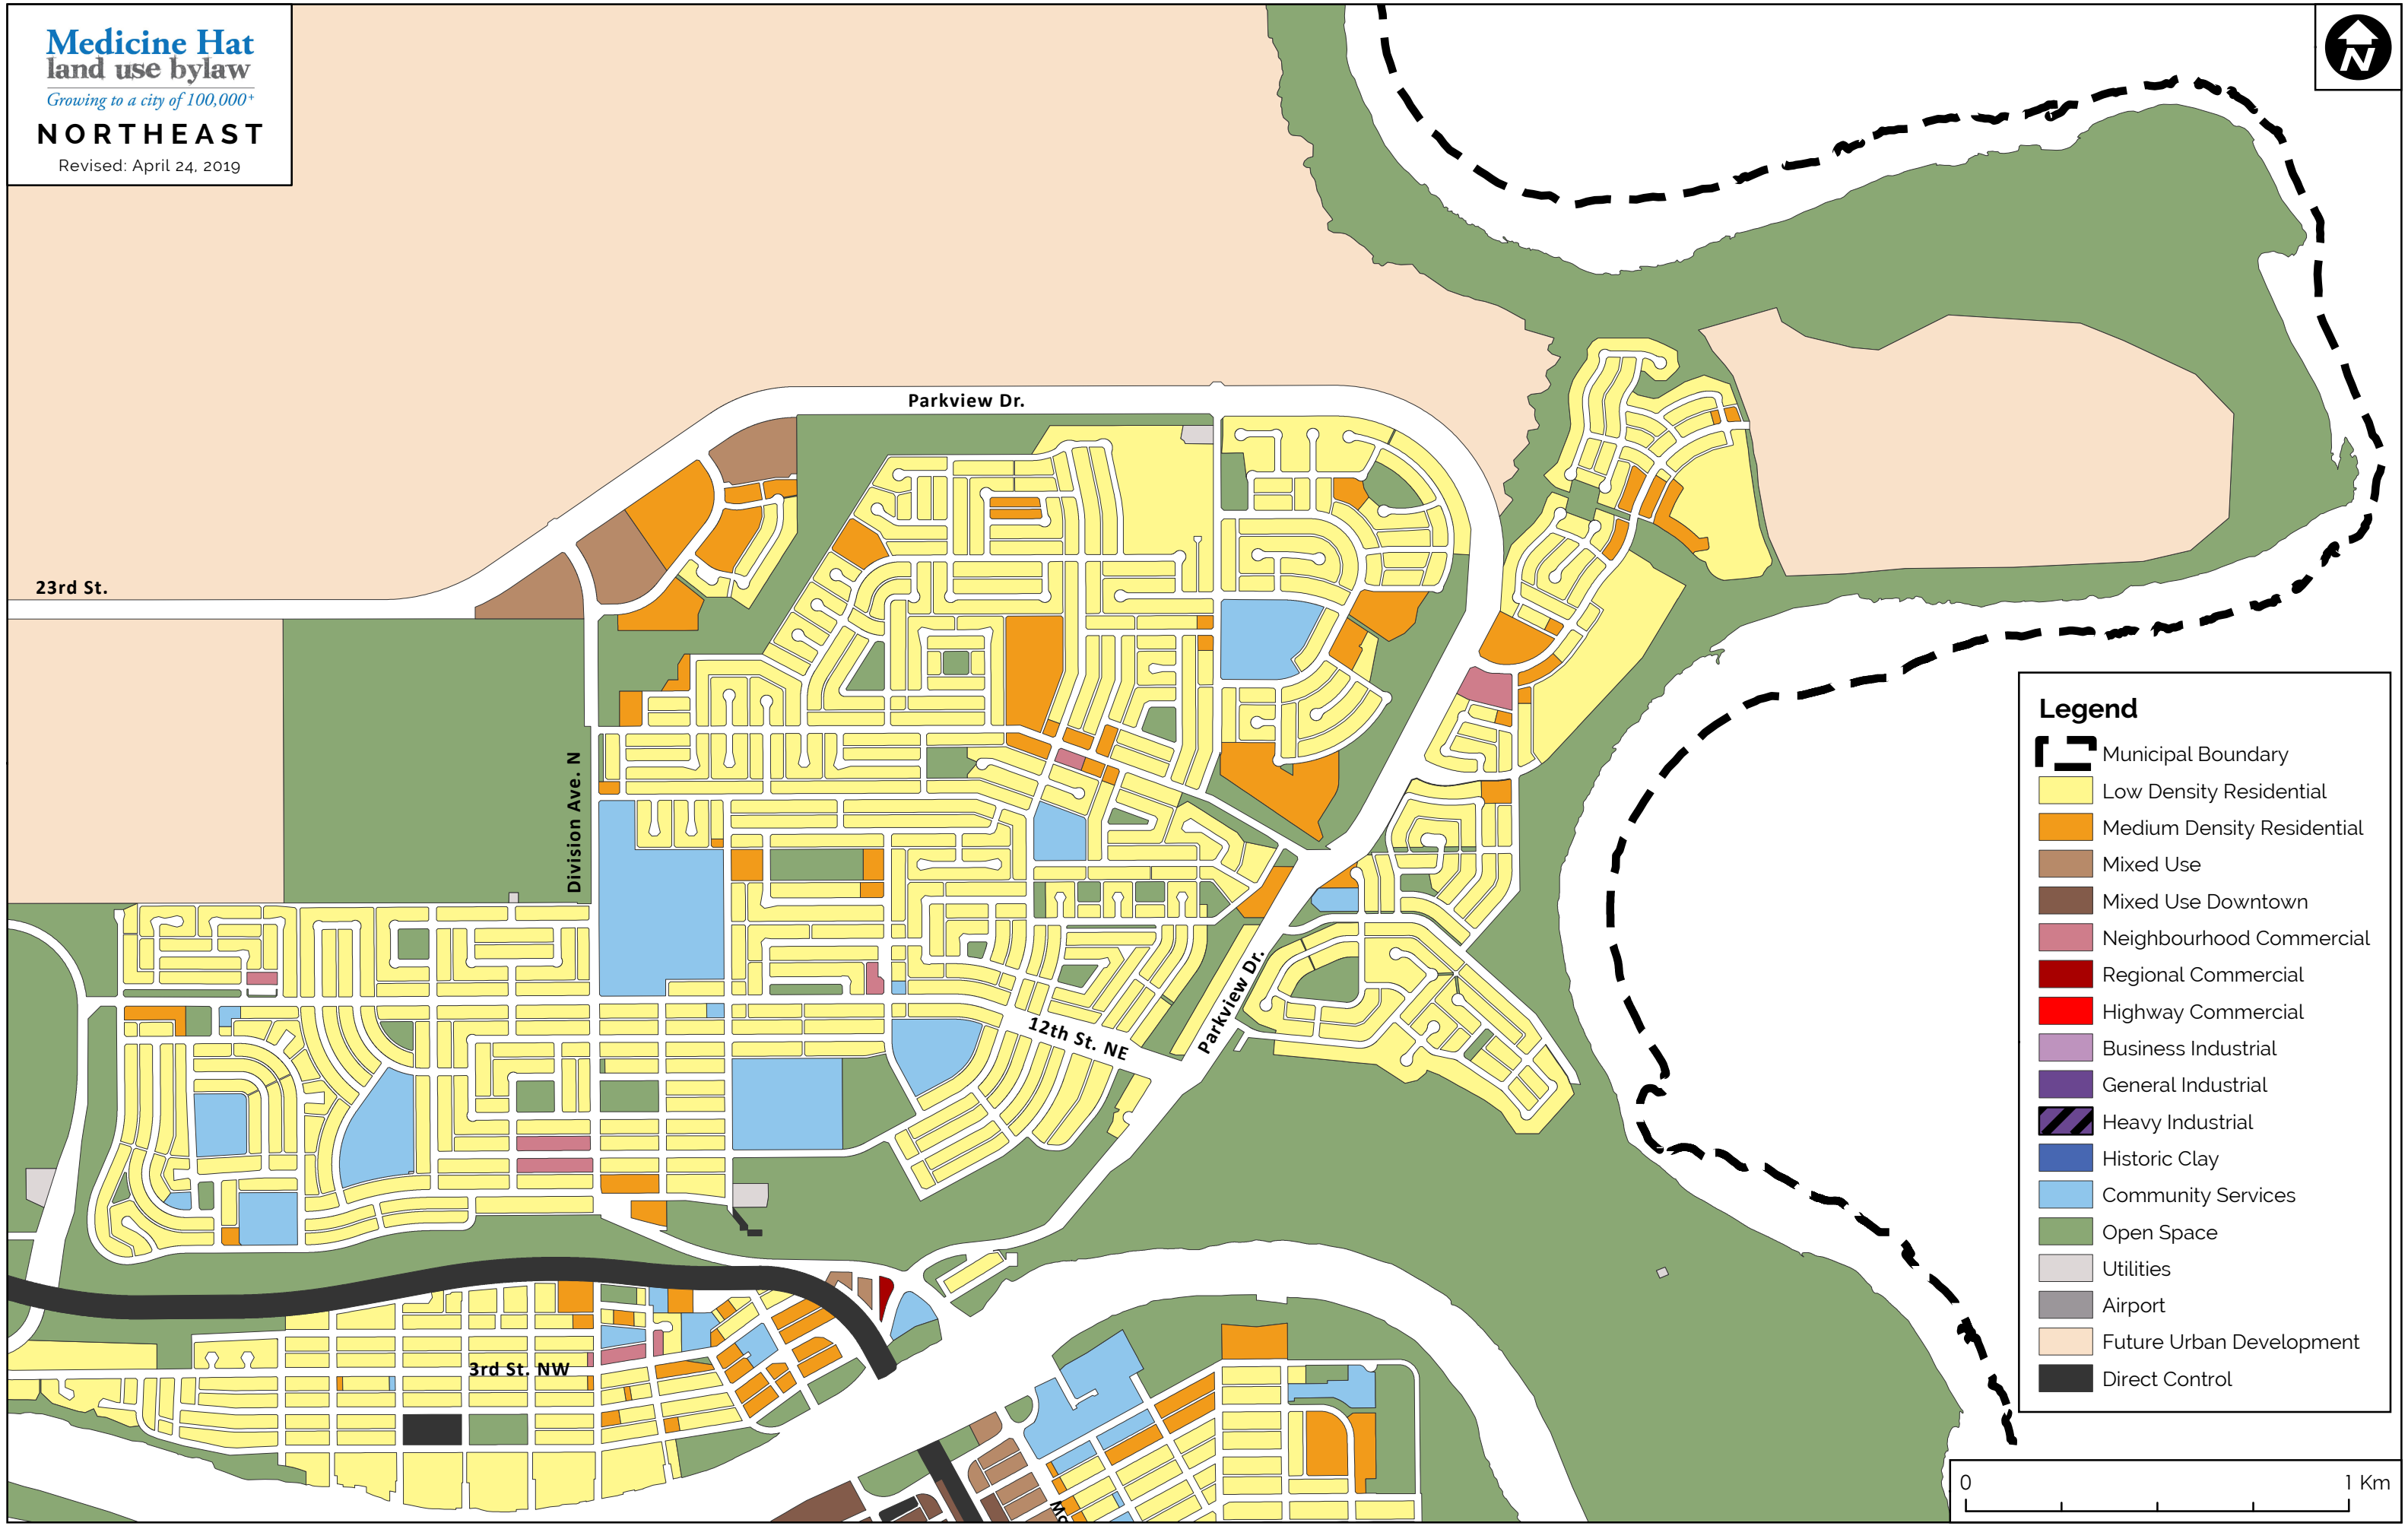 Medicine Hat
land use bylaw
Growing to a city of 100,000+
NORTHEAST
Revised: April 24, 2019
N
Parkview Dr.
23rd St.
Division Ave. N
Parkview Dr.
12th St. NE
3rd St. NW
Legend
Municipal Boundary
Low Density Residential
Medium Density Residential
Mixed Use
Mixed Use Downtown
Neighbourhood Commercial
Regional Commercial
Highway Commercial
Business Industrial
General Industrial
Heavy Industrial
Historic Clay
Community Services
Open Space
Utilities
Airport
Future Urban Development
Direct Control
0 1 Km